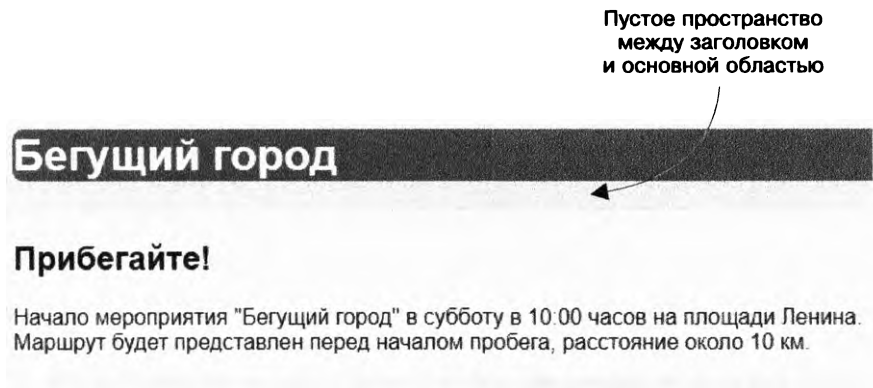 Пустое пространство
между заголовком
и основной областью
Бегущий город
Прибегайте!
Начало мероприятия "Бегущий город" в субботу в 10:00 часов на площади Ленина.
Маршрут будет представлен перед началом пробега, расстояние около 10 км.